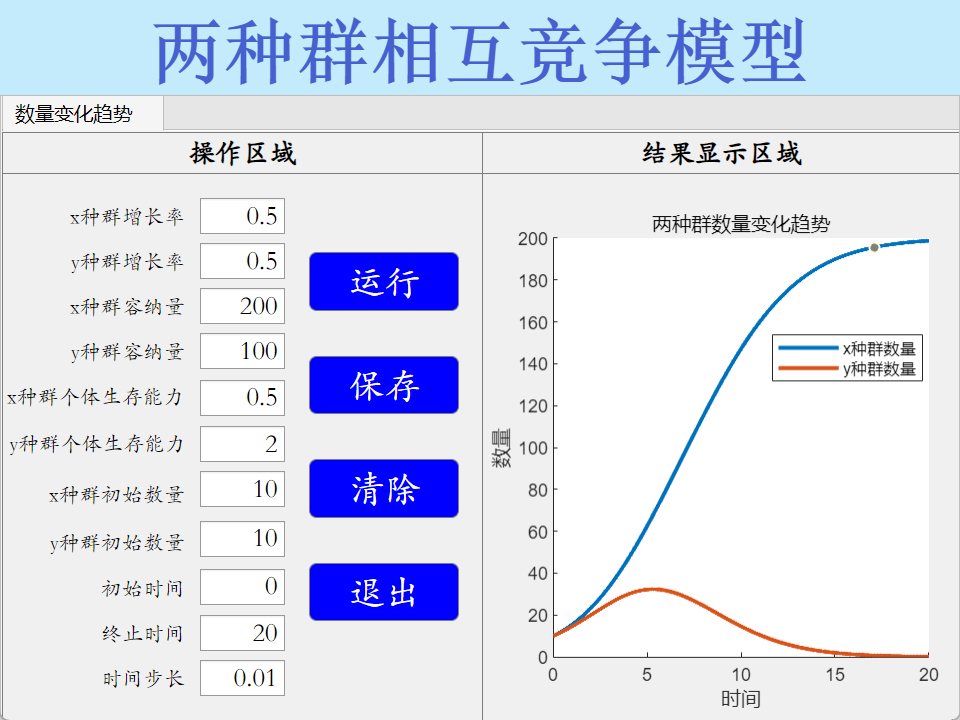 两种群相互竞争模型
数量变化趋势
操作区域
x种群增长率 0.5
y种群增长率 0.5
x种群容纳量 200
y种群容纳量 100
x种群个体生存能力 0.5
y种群个体生存能力 2
x种群初始数量 10
y种群初始数量 10
初始时间 0
终止时间 20
时间步长 0.01
运行
保存
清除
退出
结果显示区域
两种群数量变化趋势
200
180
160
140
120
100
80
60
40
20
0
数量
x种群数量
y种群数量
0 5 10 15 20
时间